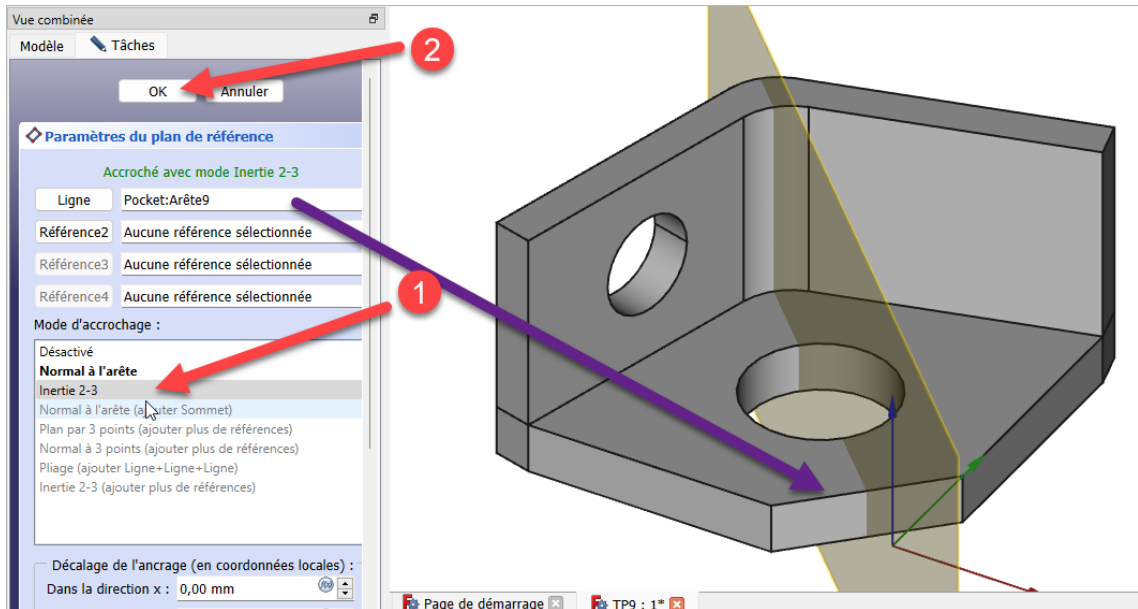 Vue combinée
Modèle Tâches
2
OK Annuler
Paramètres du plan de référence
Accroché avec mode Inertie 2-3
Ligne Pocket:Arête9
Référence2 Aucune référence sélectionnée
Référence3 Aucune référence sélectionnée
Référence4 Aucune référence sélectionnée
1
Mode d'accrochage :
Désactivé
Normal à l'arête
Inertie 2-3
Normal à l'arête (ajouter Sommet)
Plan par 3 points (ajouter plus de références)
Normal à 3 points (ajouter plus de références)
Pliage (ajouter Ligne+Ligne+Ligne)
Inertie 2-3 (ajouter plus de références)
Décalage de l'ancrage (en coordonnées locales) :
Dans la direction x : 0,00 mm
Page de démarrage TP9 : 1*